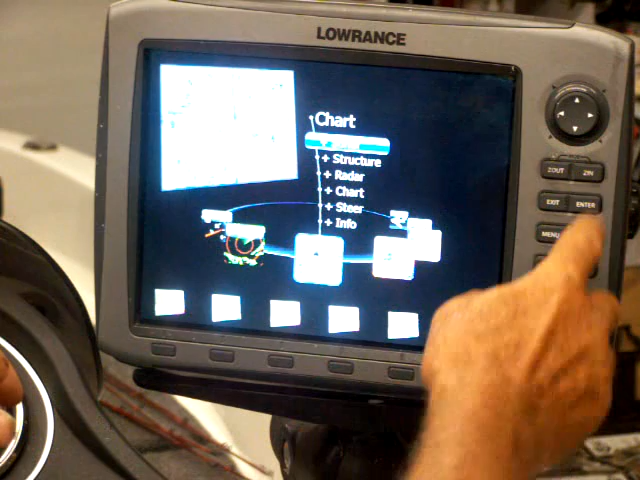 LOWRANCE
Chart
+ Structure
+ Radar
+ Chart
+ Steer
+ Info
ZOUT ZIN
EXIT ENTER
MENU